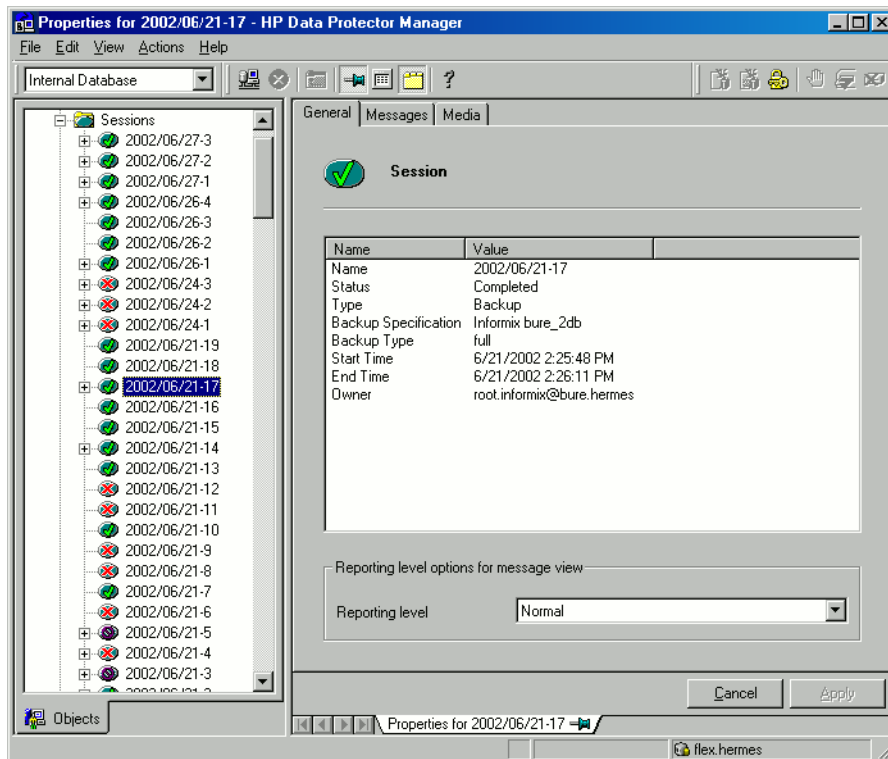 Properties for 2002/06/21-17 - HP Data Protector Manager
File Edit View Actions Help
Internal Database
Sessions
2002/06/27-3
2002/06/27-2
2002/06/27-1
2002/06/26-4
2002/06/26-3
2002/06/26-2
2002/06/26-1
2002/06/24-3
2002/06/24-2
2002/06/24-1
2002/06/21-19
2002/06/21-18
2002/06/21-17
2002/06/21-16
2002/06/21-15
2002/06/21-14
2002/06/21-13
2002/06/21-12
2002/06/21-11
2002/06/21-10
2002/06/21-9
2002/06/21-8
2002/06/21-7
2002/06/21-6
2002/06/21-5
2002/06/21-4
2002/06/21-3
Objects
General Messages Media
Session
Name Value
Name 2002/06/21-17
Status Completed
Type Backup
Backup Specification Informix bure_2db
Backup Type full
Start Time 6/21/2002 2:25:48 PM
End Time 6/21/2002 2:26:11 PM
Owner root.informix@bure.hermes
Reporting level options for message view
Reporting level Normal
Cancel Apply
Properties for 2002/06/21-17
flex.hermes